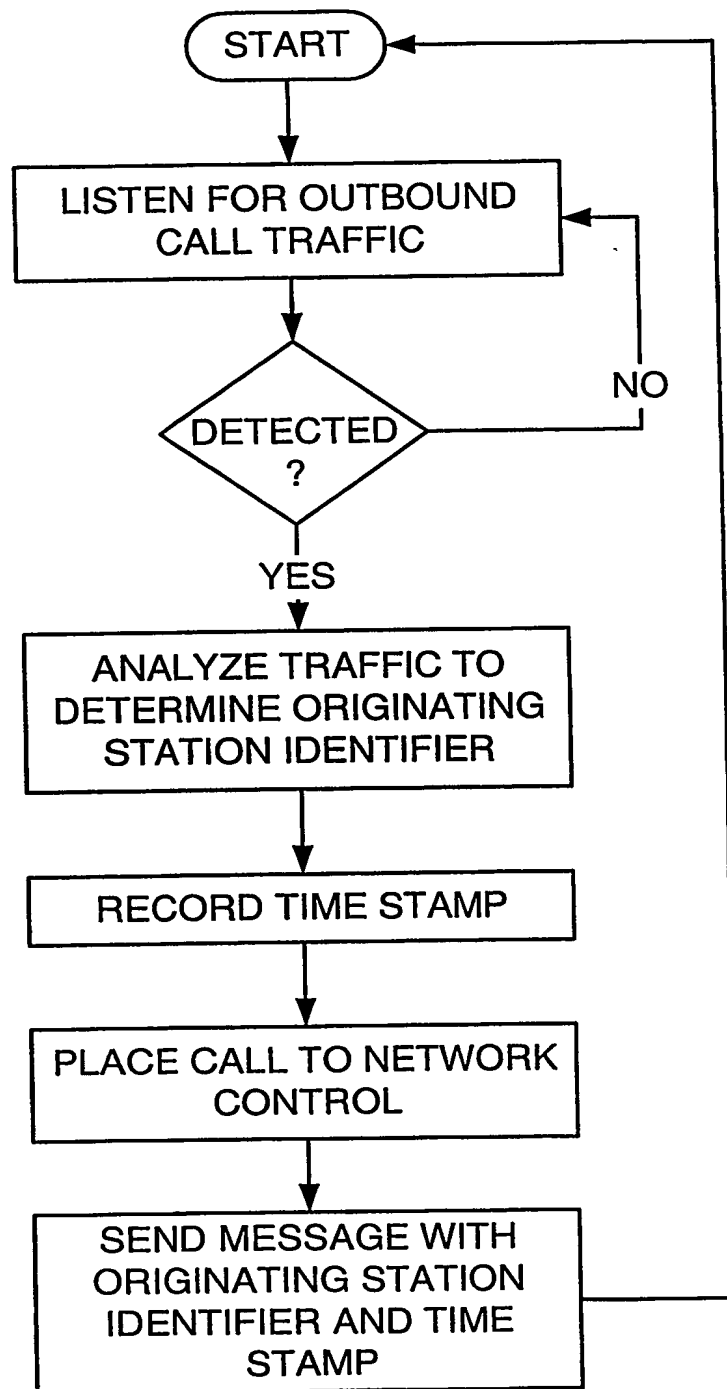 START
LISTEN FOR OUTBOUND
CALL TRAFFIC
NO
DETECTED
?
YES
ANALYZE TRAFFIC TO
DETERMINE ORIGINATING
STATION IDENTIFIER
RECORD TIME STAMP
PLACE CALL TO NETWORK
CONTROL
SEND MESSAGE WITH
ORIGINATING STATION
IDENTIFIER AND TIME
STAMP